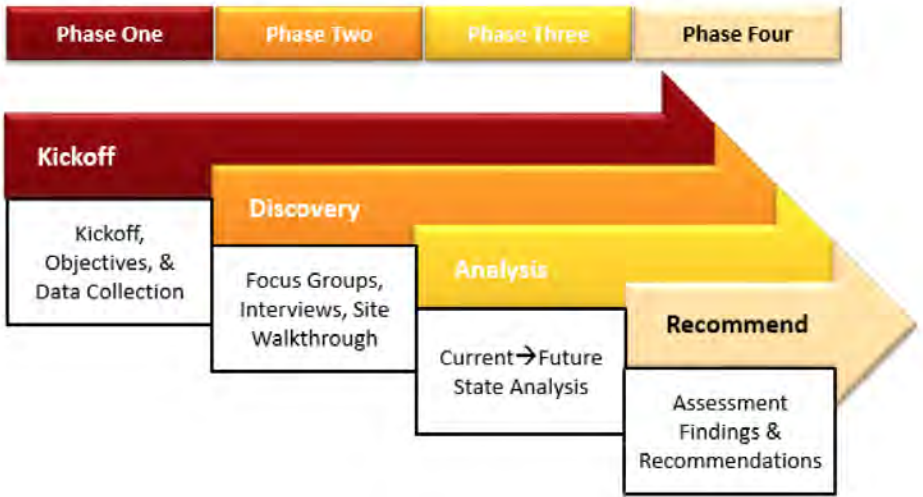 Phase One
Phase Two
Phase Three
Phase Four
Kickoff
Kickoff,
Objectives, &
Data Collection
Discovery
Focus Groups,
Interviews, Site
Walkthrough
Analysis
Current→Future
State Analysis
Recommend
Assessment
Findings &
Recommendations